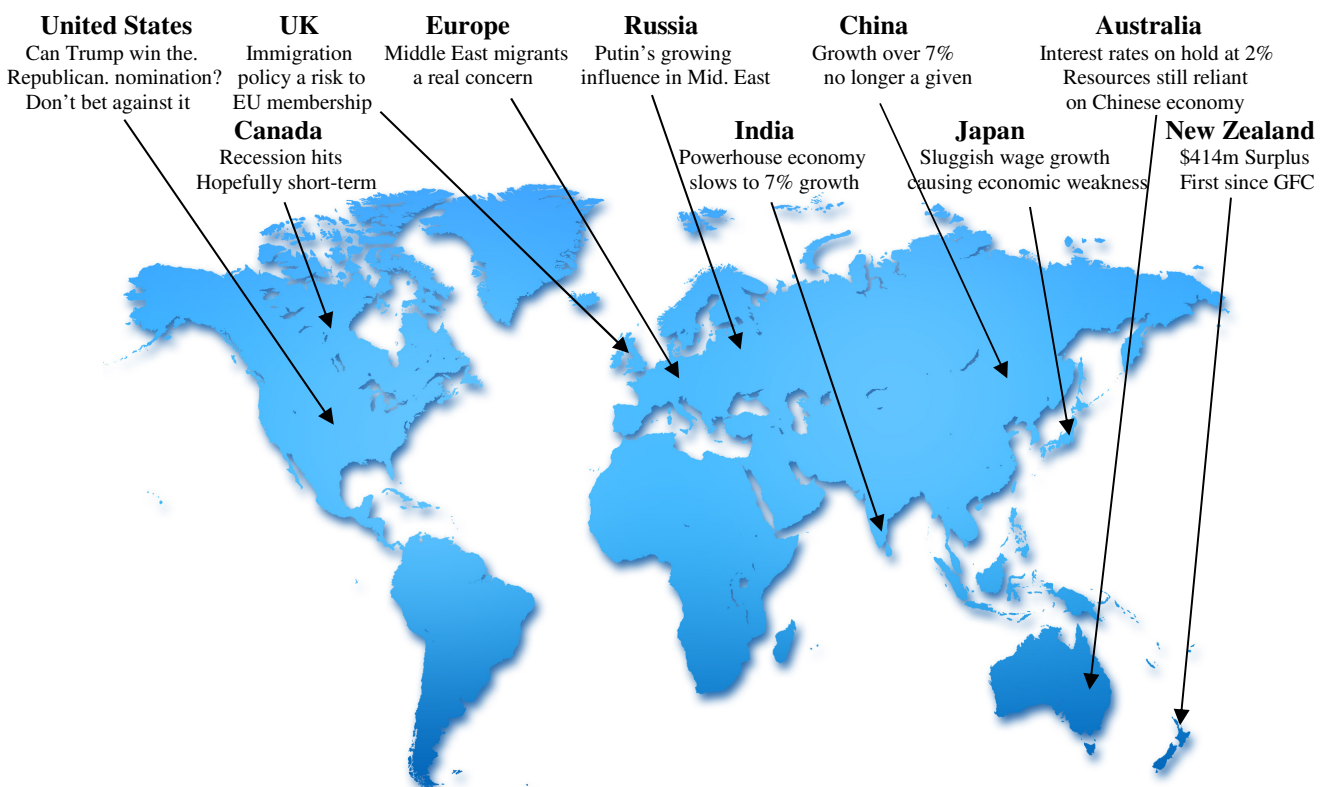 United States
Can Trump win the.
Republican. nomination?
Don't bet against it
UK
Immigration
policy a risk to
EU membership
Europe
Middle East migrants
a real concern
Russia
Putin's growing
influence in Mid. East
China
Growth over 7%
no longer a given
Australia
Interest rates on hold at 2%
Resources still reliant
on Chinese economy
Canada
Recession hits
Hopefully short-term
India
Powerhouse economy
slows to 7% growth
Japan
Sluggish wage growth
causing economic weakness
New Zealand
$414m Surplus
First since GFC